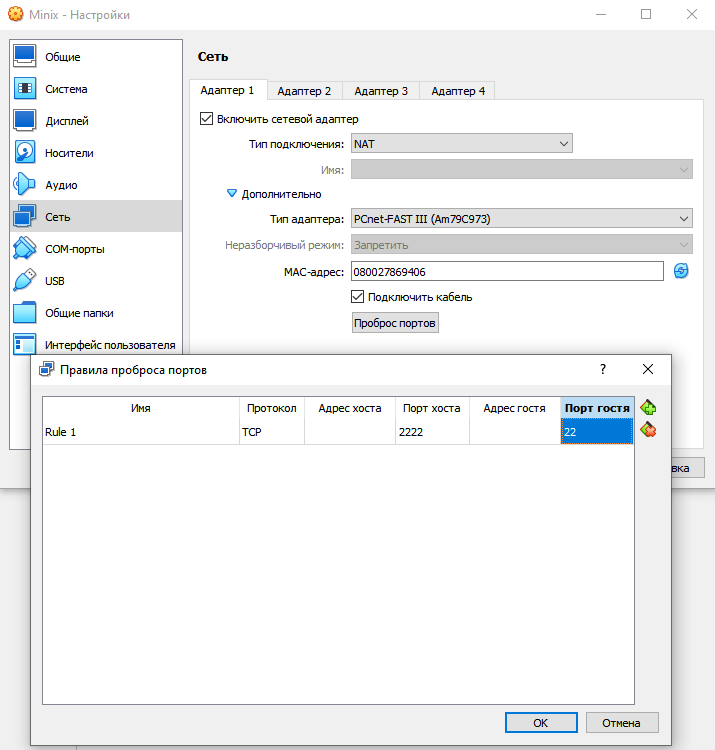 Minix - Настройки
Общие
Система
Дисплей
Носители
Аудио
Сеть
COM-порты
USB
Общие папки
Интерфейс пользователя
Сеть
Адаптер 1 Адаптер 2 Адаптер 3 Адаптер 4
Включить сетевой адаптер
Тип подключения: NAT
Имя:
Дополнительно
Тип адаптера: PCnet-FAST III (Am79C973)
Неразборчивый режим: Запретить
MAC-адрес: 080027869406
Подключить кабель
Проброс портов
вка
Правила проброса портов ?
Имя Протокол Адрес хоста Порт хоста Адрес гостя Порт гостя
Rule 1 TCP 2222 22
OK Отмена